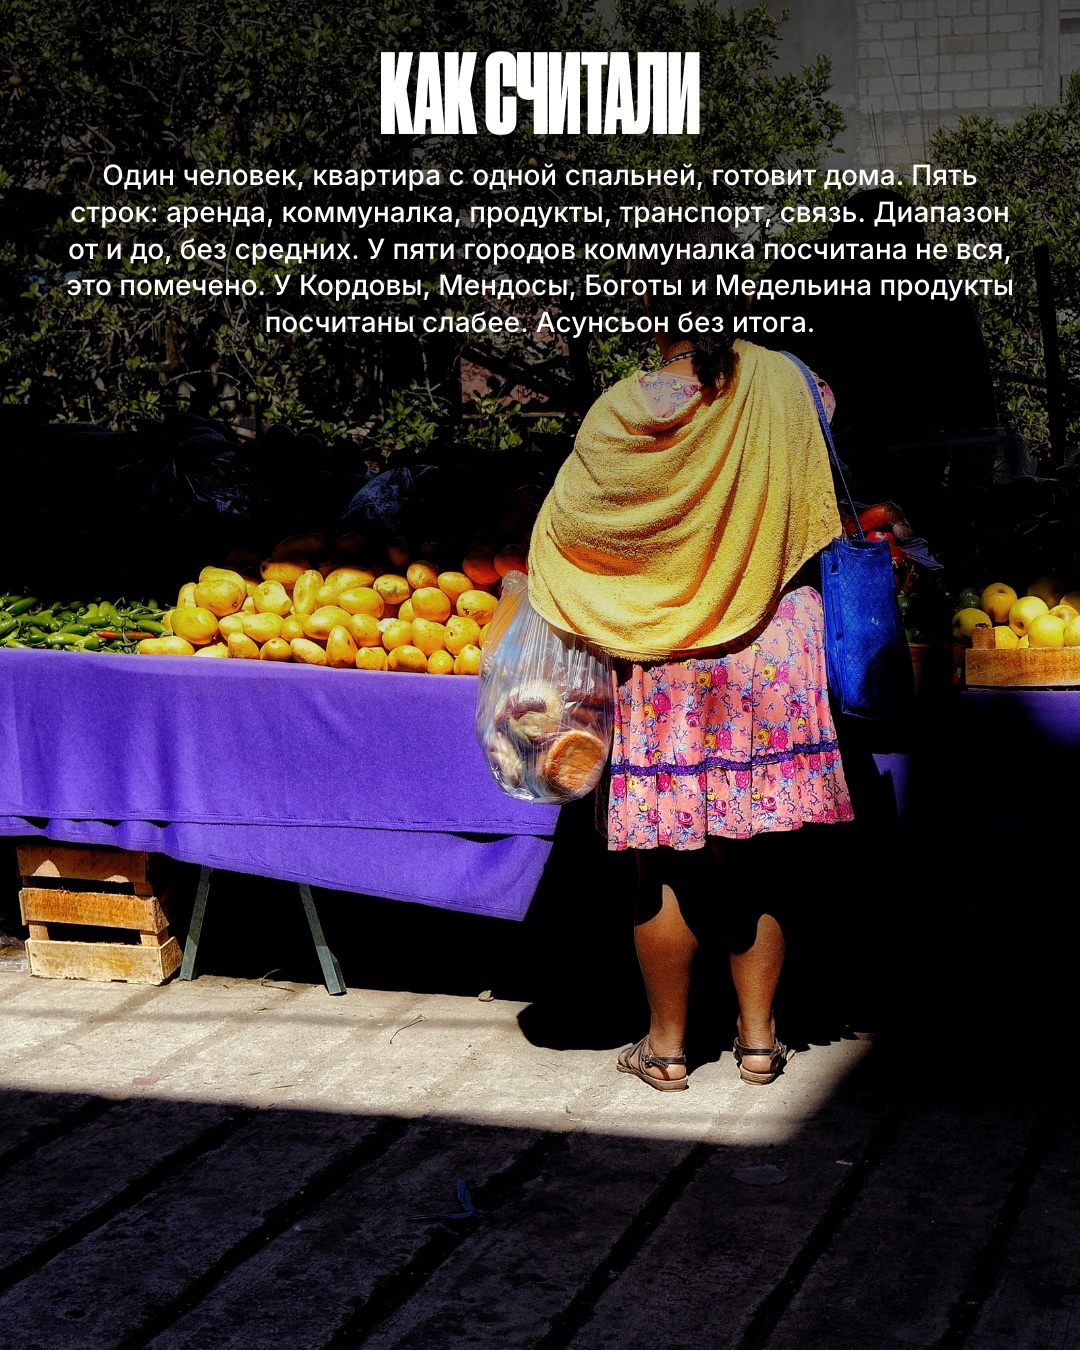 КАК СЧИТАЛИ
Один человек, квартира с одной спальней, готовит дома. Пять
строк: аренда, коммуналка, продукты, транспорт, связь. Диапазон
от и до, без средних. У пяти городов коммуналка посчитана не вся,
это помечено. У Кордовы, Мендосы, Боготы и Медельина продукты
посчитаны слабее. Асунсьон без итога.